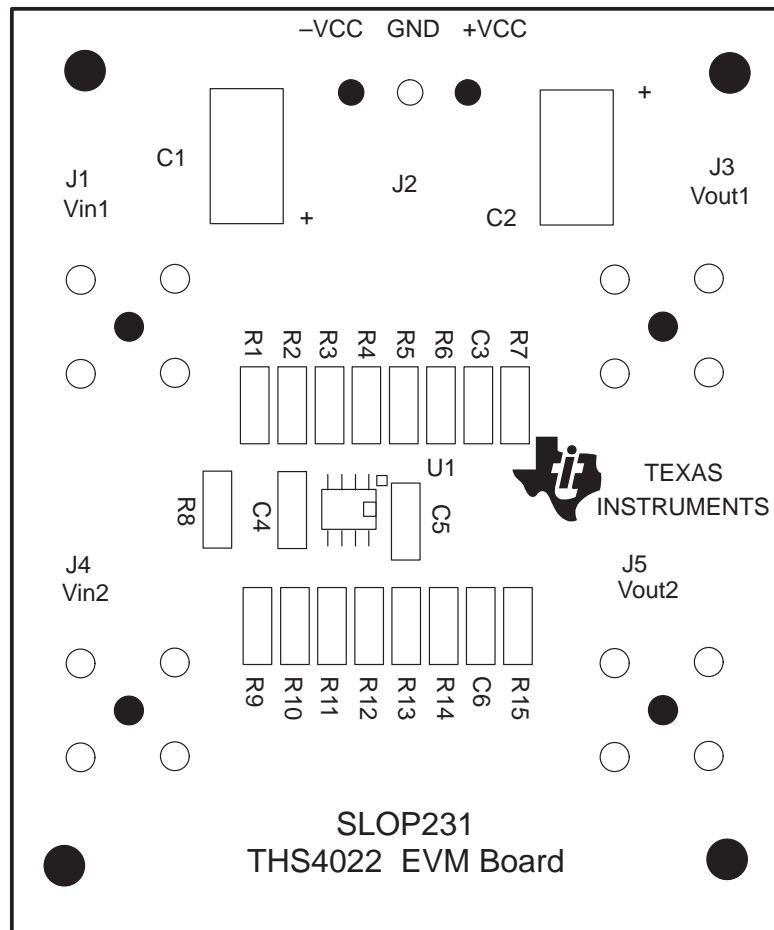 –VCC GND +VCC
+
C1
J1
Vin1
J2
J3
Vout1
C2
+
R1 R2 R3 R4 R5 R6 C3 R7
U1
TEXAS
INSTRUMENTS
R8
C4
C5
J4
Vin2
J5
Vout2
R9 R10 R11 R12 R13 R14 C6 R15
SLOP231
THS4022 EVM Board